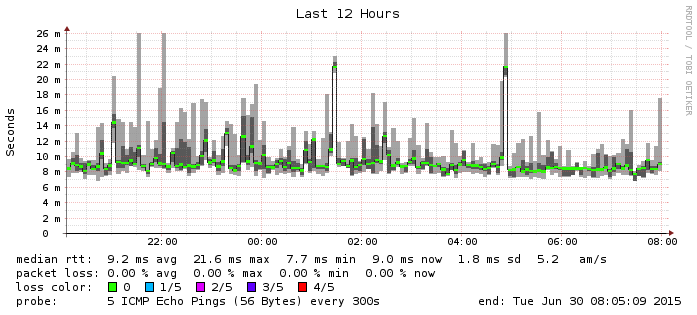 Last 12 Hours
RRDTOOL / TOBI OETIKER
Seconds
26 m
24 m
22 m
20 m
18 m
16 m
14 m
12 m
10 m
8 m
6 m
4 m
2 m
0
22:00 00:00 02:00 04:00 06:00 08:00
median rtt: 9.2 ms avg 21.6 ms max 7.7 ms min 9.0 ms now 1.8 ms sd 5.2 am/s
packet loss: 0.00 % avg 0.00 % max 0.00 % min 0.00 % now
loss color: 0 1/5 2/5 3/5 4/5
probe: 5 ICMP Echo Pings (56 Bytes) every 300s end: Tue Jun 30 08:05:09 2015